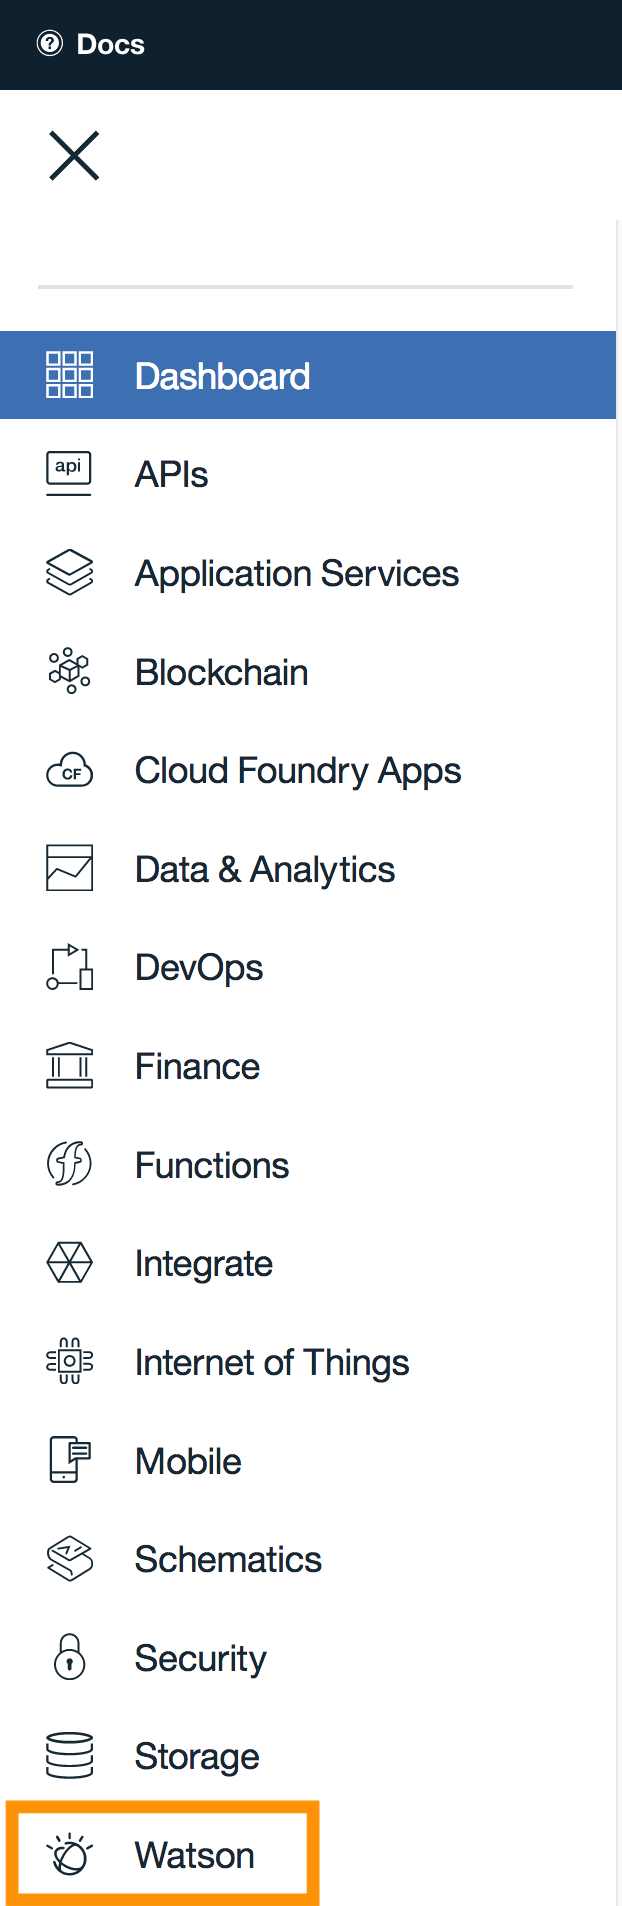 Docs
Dashboard
api
APIs
Application Services
Blockchain
CF
Cloud Foundry Apps
Data & Analytics
DevOps
Finance
Functions
Integrate
Internet of Things
Mobile
Schematics
Security
Storage
Watson